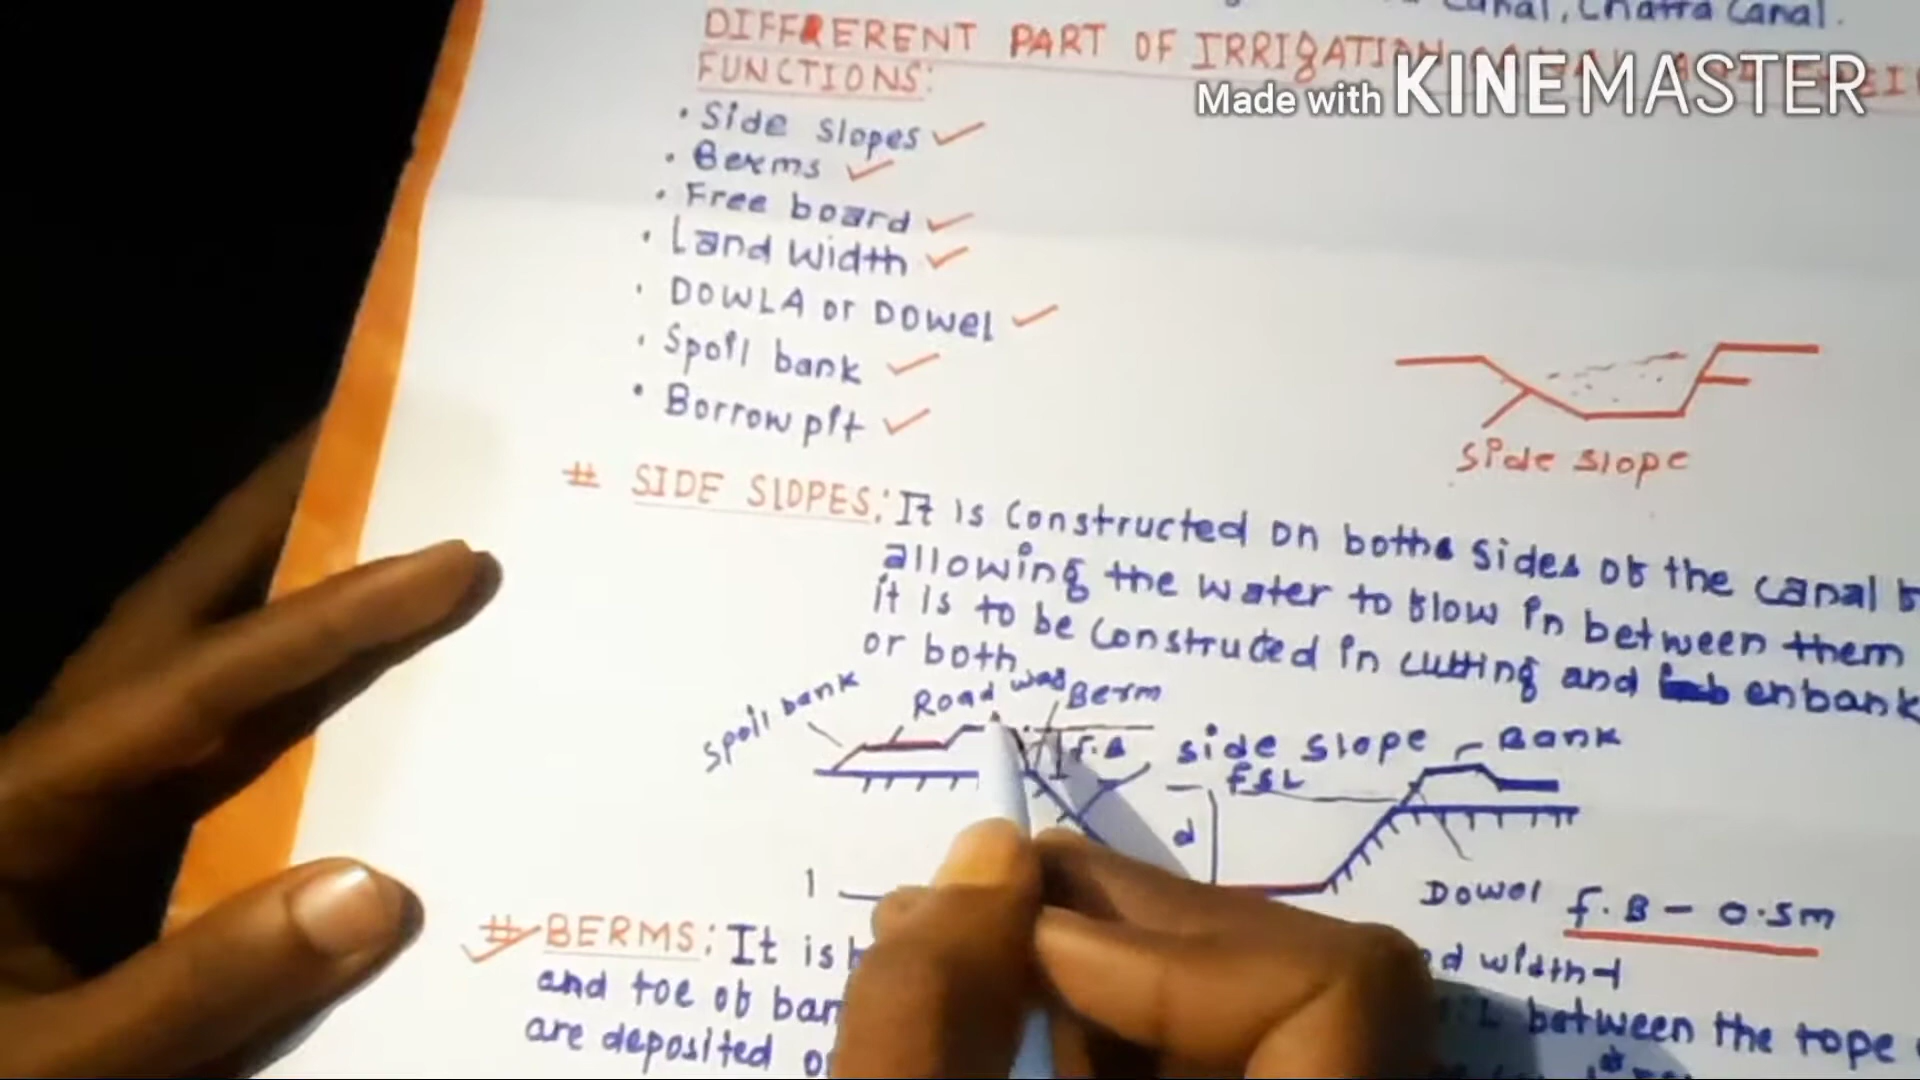 Canal, Chatra Canal.
DIFFERENT PART OF IRRIGATION
FUNCTIONS:
Made with KINEMASTER
• Side slopes
• Berms
• Free board
• Land Width
• DOWLA or DOWEL
• Spoil bank
• Borrow pit
side slope
# SIDE SLOPES: It is constructed on both sides of the canal
allowing the water to flow in between them
it is to be constructed in cutting and enbank
or both
Spoil bank Road way Berm
F.B side slope Bank
FSL
d
1
Dowel F.B - 0.5m
# BERMS: It is width
and toe of ban between the tope
are deposited